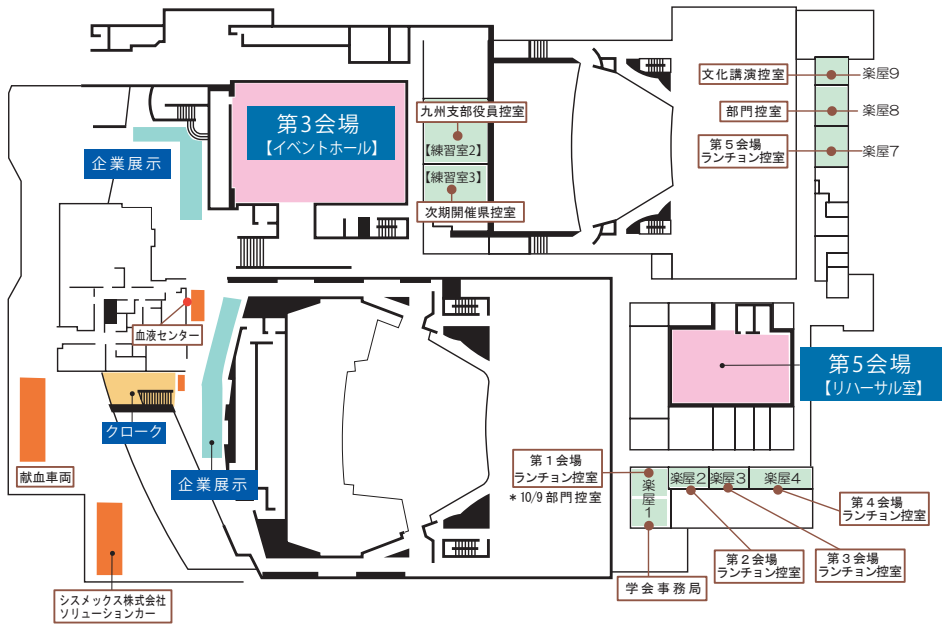 第3会場
【イベントホール】
九州支部役員控室
【練習室2】
【練習室3】
次期開催県控室
文化講演控室
楽屋9
部門控室
楽屋8
第5会場
ランチョン控室
楽屋7
企業展示
血液センター
第5会場
【リハーサル室】
クローク
献血車両
企業展示
第1会場
ランチョン控室
＊10/9 部門控室
楽屋1
楽屋2
楽屋3
楽屋4
第4会場
ランチョン控室
第2会場
ランチョン控室
第3会場
ランチョン控室
学会事務局
シスメックス株式会社
ソリューションカー